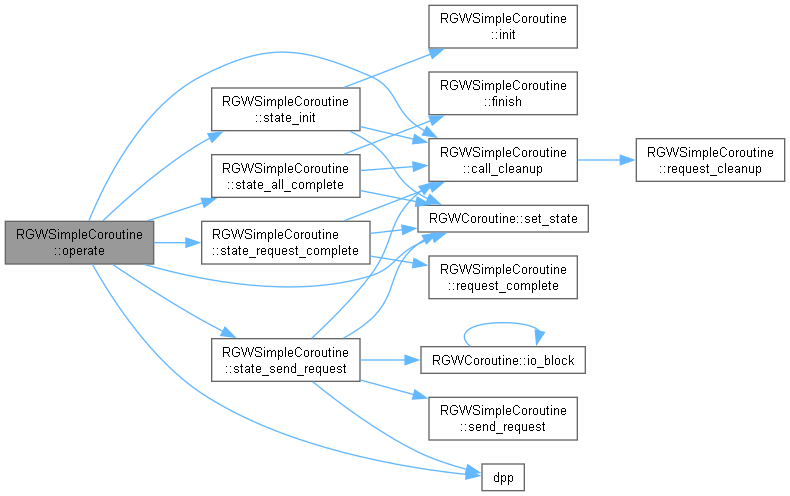 RGWSimpleCoroutine
::init
RGWSimpleCoroutine
::finish
RGWSimpleCoroutine
::state_init
RGWSimpleCoroutine
::call_cleanup
RGWSimpleCoroutine
::request_cleanup
RGWSimpleCoroutine
::state_all_complete
RGWCoroutine::set_state
RGWSimpleCoroutine
::operate
RGWSimpleCoroutine
::state_request_complete
RGWSimpleCoroutine
::request_complete
RGWSimpleCoroutine
::state_send_request
RGWCoroutine::io_block
RGWSimpleCoroutine
::send_request
dpp